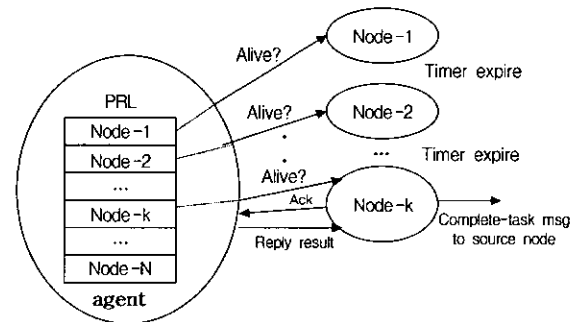 Node-1
Alive?
Timer expire
PRL
Node-1
Alive?
Node-2
Node-2
...
...
Timer expire
Alive?
Node-k
Ack
Node-k
Complete-task msg
to source node
...
Reply result
Node-N
agent